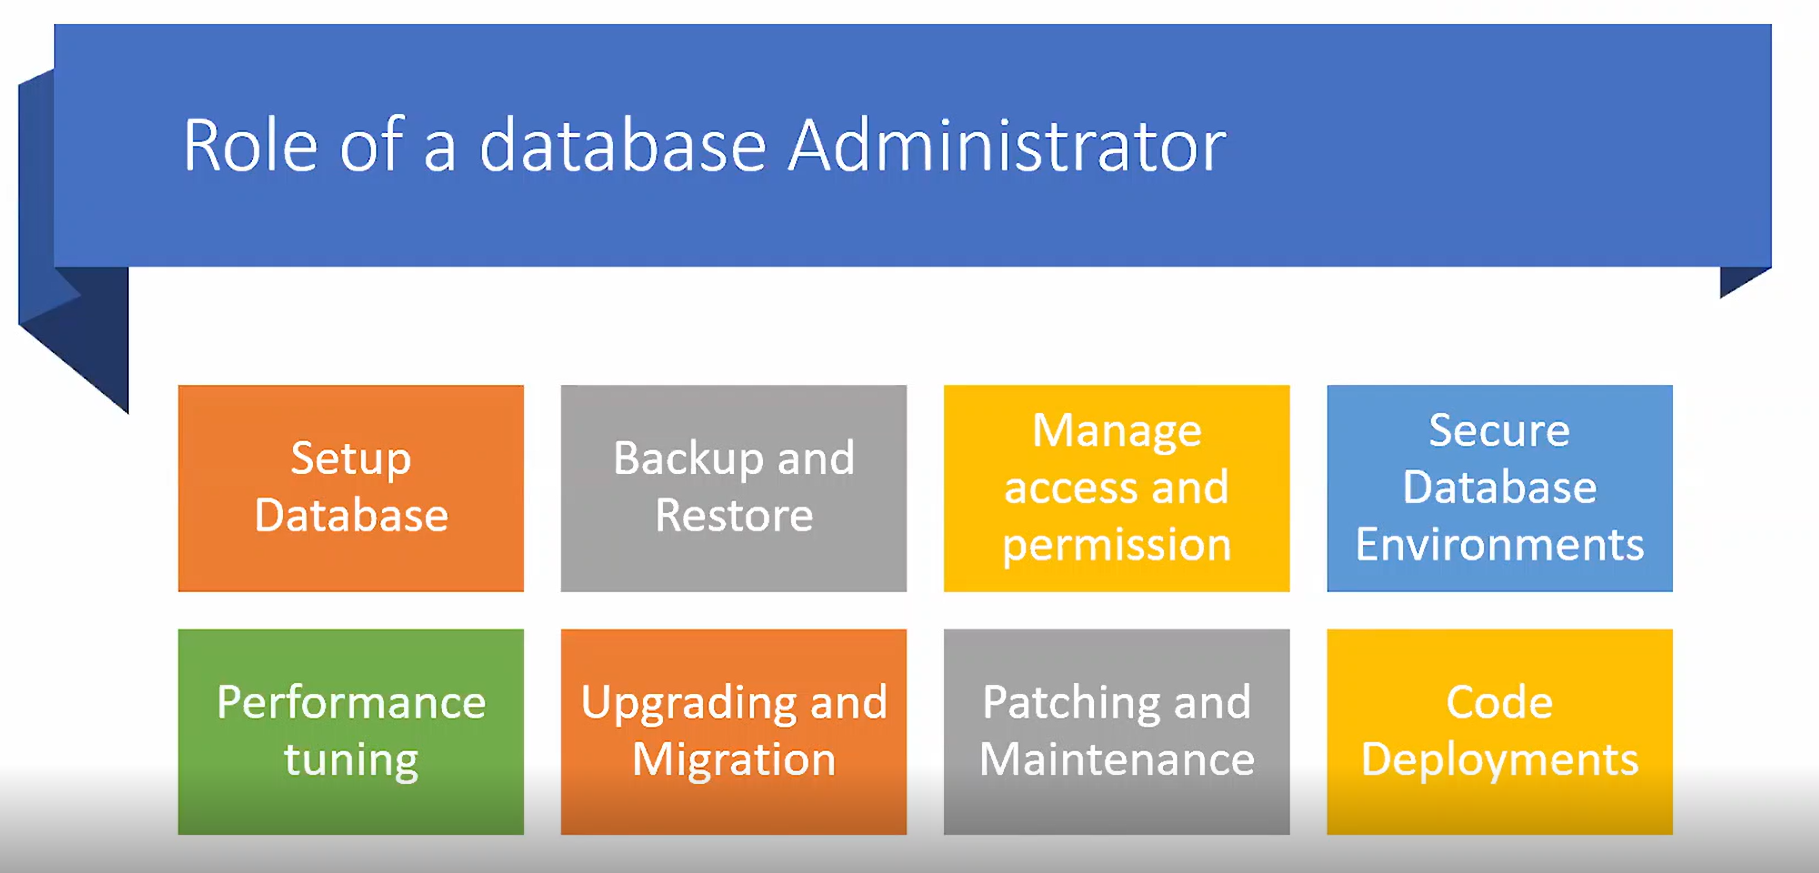 Role of a database Administrator
Setup
Database
Backup and
Restore
Manage
access and
permission
Secure
Database
Environments
Performance
tuning
Upgrading and
Migration
Patching and
Maintenance
Code
Deployments